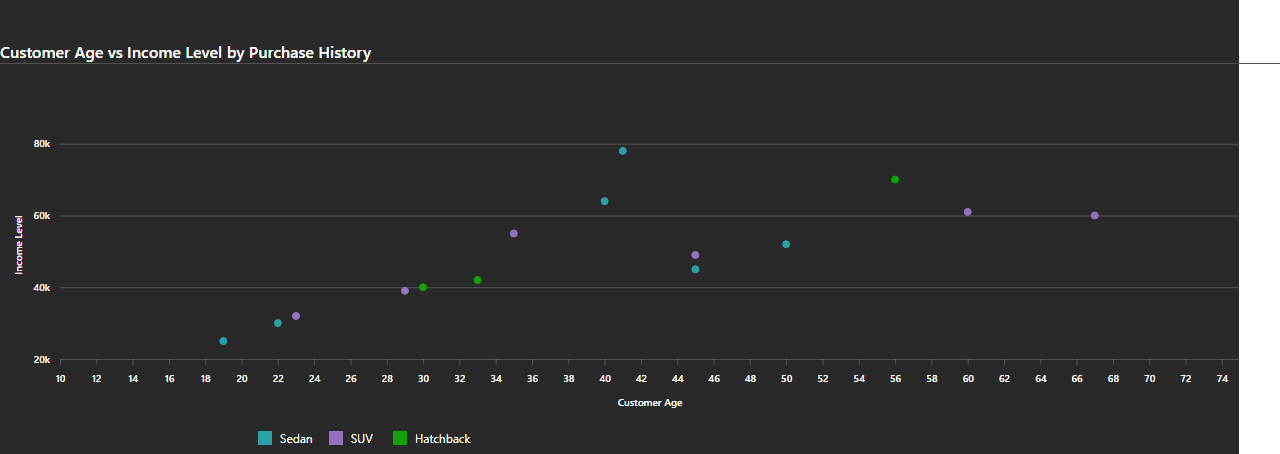 Customer Age vs Income Level by Purchase History
80k
60k
40k
20k
Income Level
10 12 14 16 18 20 22 24 26 28 30 32 34 36 38 40 42 44 46 48 50 52 54 56 58 60 62 64 66 68 70 72 74
Customer Age
Sedan SUV Hatchback